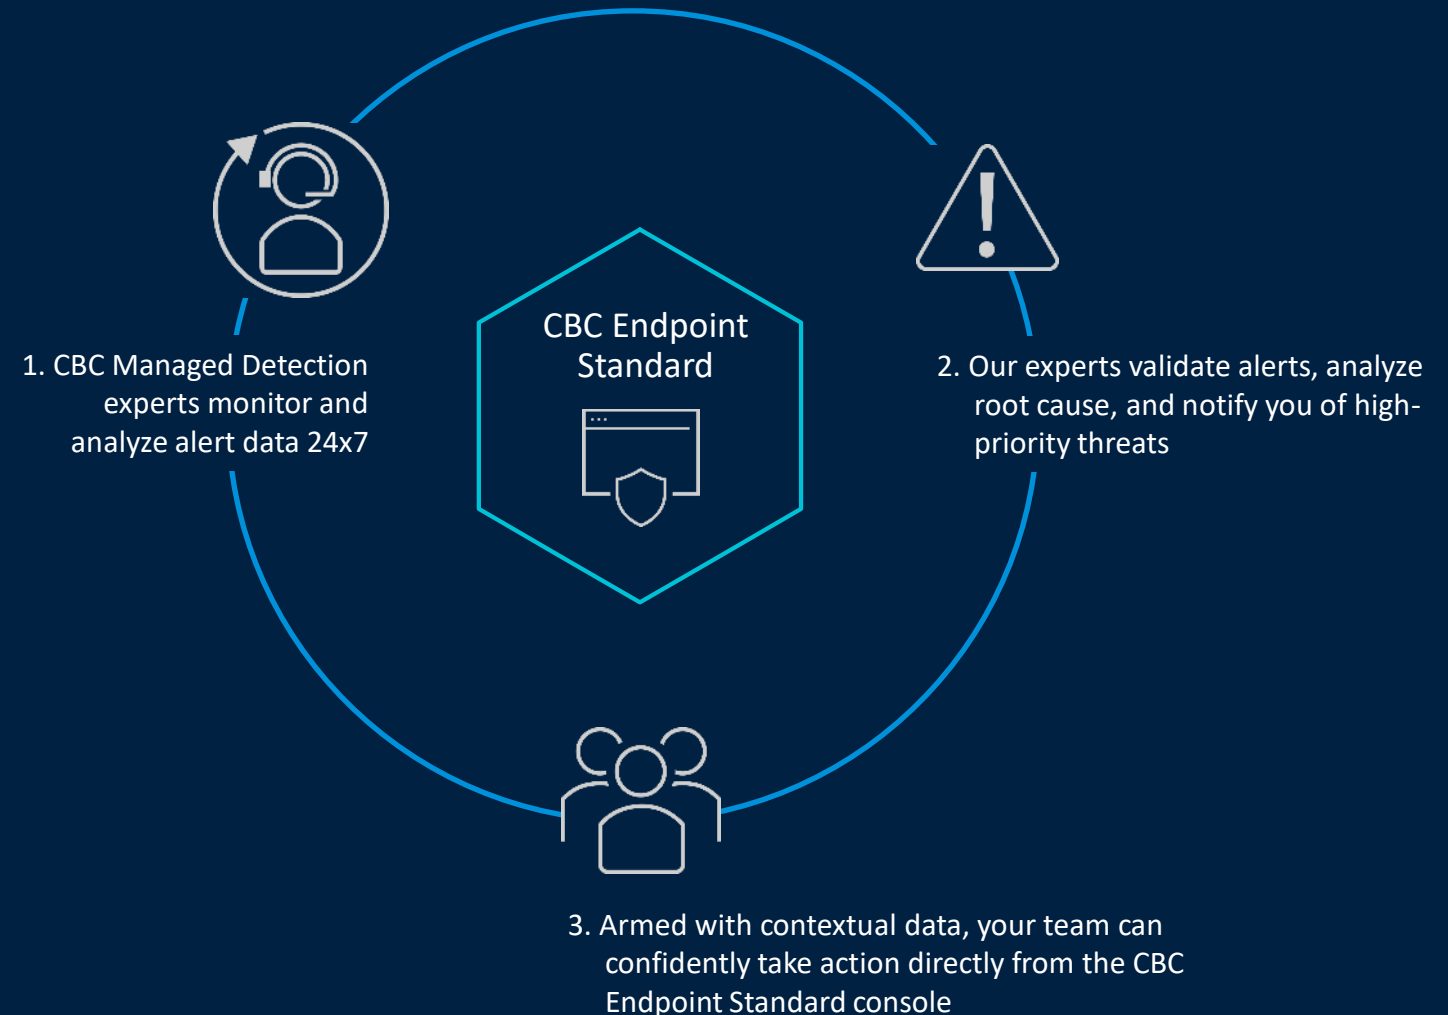 CBC Endpoint
Standard
1. CBC Managed Detection
experts monitor and
analyze alert data 24x7
2. Our experts validate alerts, analyze
root cause, and notify you of high-
priority threats
3. Armed with contextual data, your team can
confidently take action directly from the CBC
Endpoint Standard console